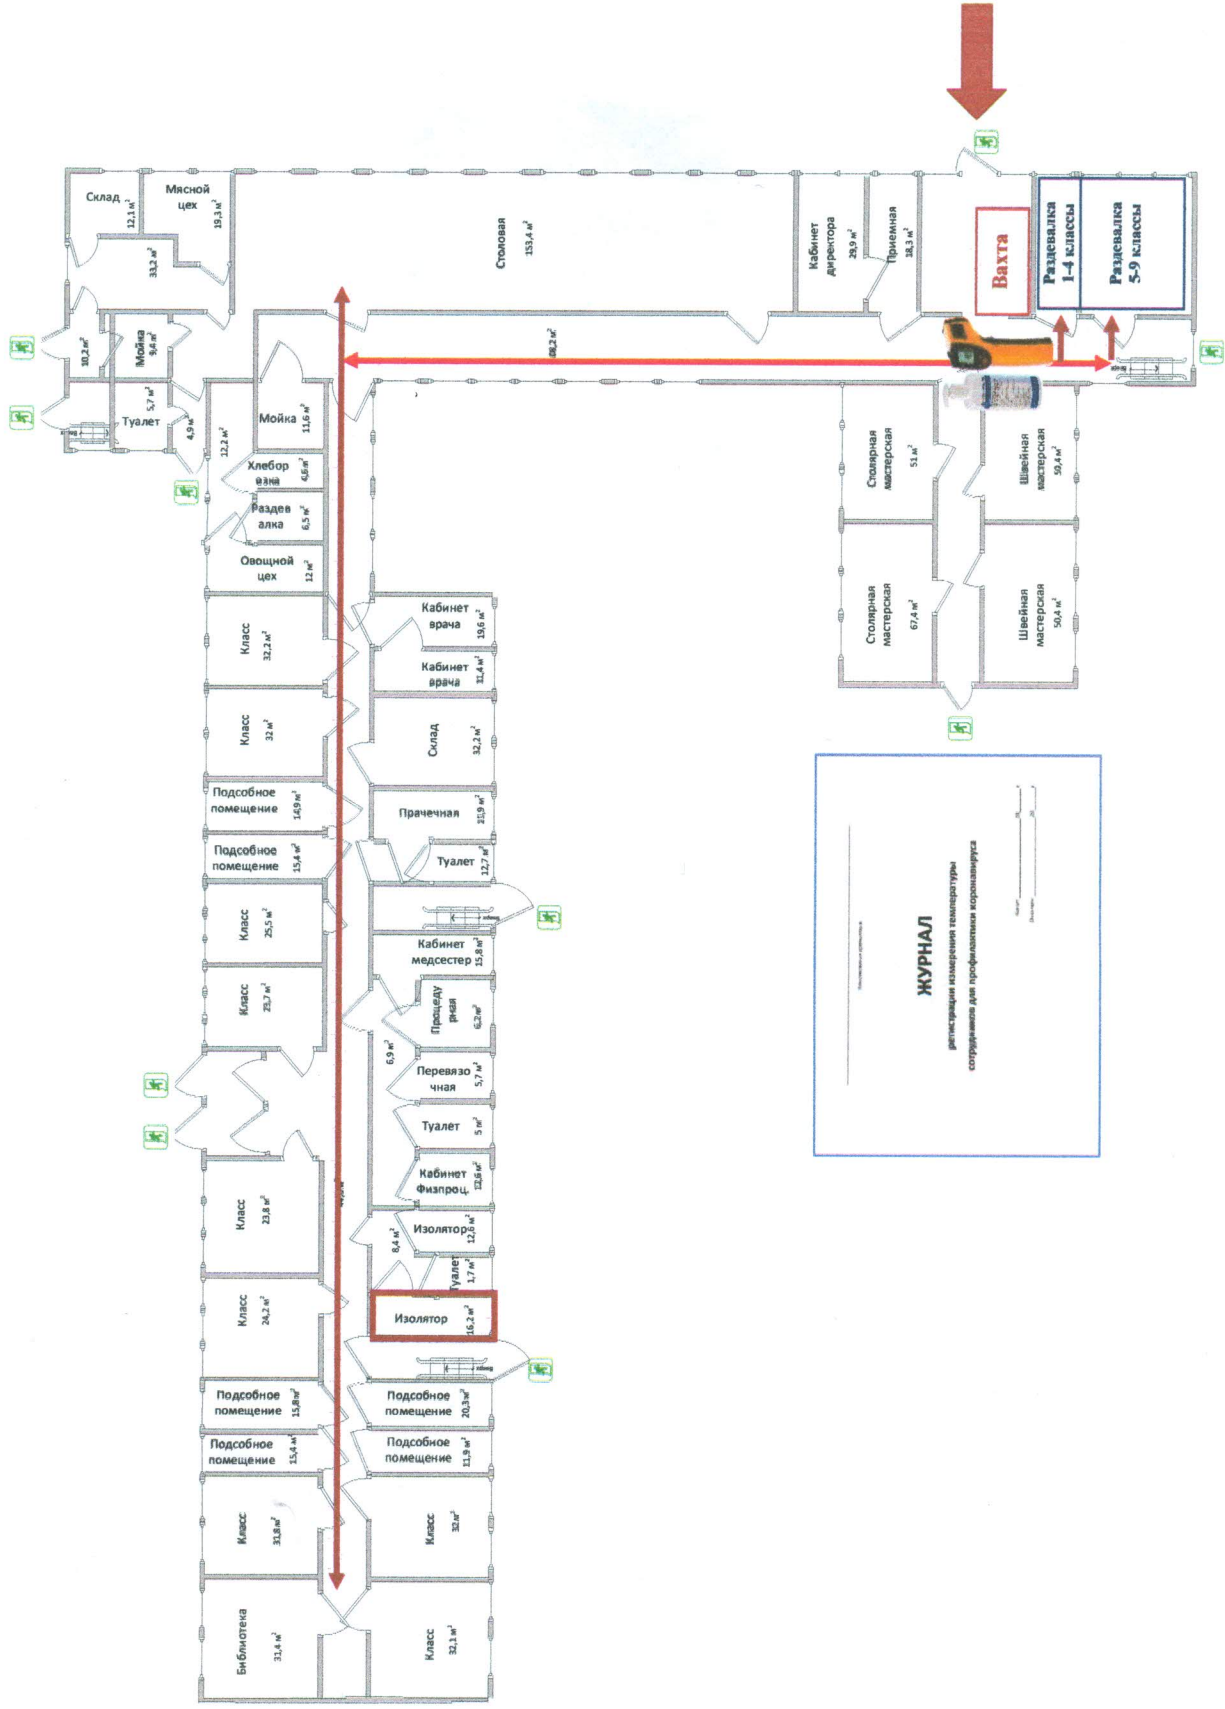 Склад
12,1 м²
Мясной
цех
19,3 м²
33,2 м²
10,2 м²
Мойка
9,4 м²
Туалет
5,7 м²
4,9 м²
12,2 м²
Мойка
11,6 м²
Хлебор
езка
4,6 м²
Раздев
алка
6,5 м²
Овощной
цех
12 м²
Столовая
153,4 м²
Кабинет
директора
29,9 м²
Приемная
18,3 м²
Вахта
Раздевалка
1-4 классы
Раздевалка
5-9 классы
Столярная
мастерская
51 м²
Швейная
мастерская
50,4 м²
Столярная
мастерская
67,4 м²
Швейная
мастерская
50,4 м²
Класс
32,2 м²
Кабинет
врача
19,6 м²
Кабинет
врача
11,4 м²
Класс
32 м²
Склад
32,2 м²
Подсобное
помещение
14,9 м²
Прачечная
Подсобное
помещение
15,4 м²
Туалет
12,7 м²
Класс
25,5 м²
Кабинет
медсестер
15,8 м²
Класс
23,7 м²
Процеду
рная
6,2 м²
6,9 м²
Перевязо
чная
5,7 м²
Туалет
5 м²
Кабинет
Физпроц.
Класс
23,8 м²
Изолятор
12,6 м²
8,4 м²
Туалет
1,7 м²
Класс
24,2 м²
Изолятор
16,2 м²
Подсобное
помещение
15,8 м²
Подсобное
помещение
20,3 м²
Подсобное
помещение
15,4 м²
Подсобное
помещение
11,9 м²
Класс
31,8 м²
Класс
32 м²
Библиотека
31,4 м²
Класс
32,1 м²
ЖУРНАЛ
регистрации измерения температуры
сотрудников для профилактики коронавируса